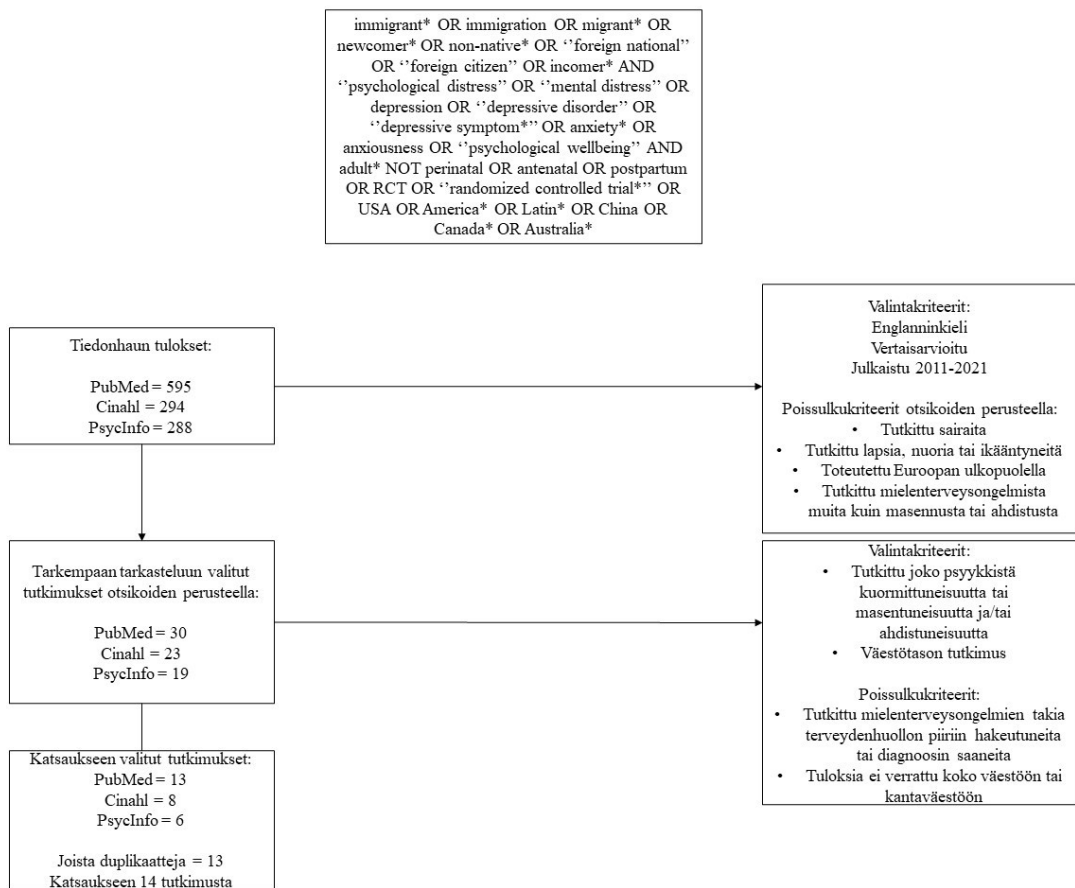 immigrant* OR immigration OR migrant* OR
newcomer* OR non-native* OR ‘’foreign national’’
OR ‘’foreign citizen’’ OR incomer* AND
‘’psychological distress’’ OR ‘’mental distress’’ OR
depression OR ‘’depressive disorder’’ OR
‘’depressive symptom*’’ OR anxiety* OR
anxiousness OR ‘’psychological wellbeing’’ AND
adult* NOT perinatal OR antenatal OR postpartum
OR RCT OR ‘’randomized controlled trial*’’ OR
USA OR America* OR Latin* OR China OR
Canada* OR Australia*
Tiedonhaun tulokset:
PubMed = 595
Cinahl = 294
PsycInfo = 288
Valintakriteerit:
Englanninkieli
Vertaisarvioitu
Julkaistu 2011-2021
Poissulkukriteerit otsikoiden perusteella:
• Tutkittu sairaita
• Tutkittu lapsia, nuoria tai ikääntyneitä
• Toteutettu Euroopan ulkopuolella
• Tutkittu mielenterveysongelmista
muita kuin masennusta tai ahdistusta
Tarkempaan tarkasteluun valitut
tutkimukset otsikoiden perusteella:
PubMed = 30
Cinahl = 23
PsycInfo = 19
Valintakriteerit:
• Tutkittu joko psyykkistä
kuormittuneisuutta tai
masentuneisuutta ja/tai
ahdistuneisuutta
• Väestötason tutkimus
Poissulkukriteerit:
• Tutkittu mielenterveysongelmien takia
terveydenhuollon piiriin hakeutuneita
tai diagnoosin saaneita
• Tuloksia ei verrattu koko väestöön tai
kantaväestöön
Katsaukseen valitut tutkimukset:
PubMed = 13
Cinahl = 8
PsycInfo = 6
Joista duplikaatteja = 13
Katsaukseen 14 tutkimusta